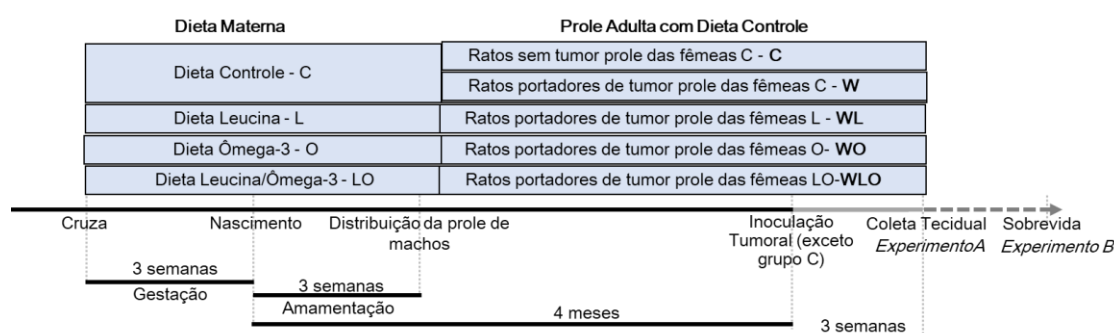 Dieta Materna
Prole Adulta com Dieta Controle
Dieta Controle - C
Ratos sem tumor prole das fêmeas C - C
Ratos portadores de tumor prole das fêmeas C - W
Dieta Leucina - L
Ratos portadores de tumor prole das fêmeas L - WL
Dieta Ômega-3 - O
Ratos portadores de tumor prole das fêmeas O- WO
Dieta Leucina/Ômega-3 - LO
Ratos portadores de tumor prole das fêmeas LO-WLO
Cruza
Nascimento
Distribuição da prole de
machos
Inoculação
Tumoral (exceto
grupo C)
Coleta Tecidual
ExperimentoA
Sobrevida
Experimento B
3 semanas
Gestação
3 semanas
Amamentação
4 meses
3 semanas